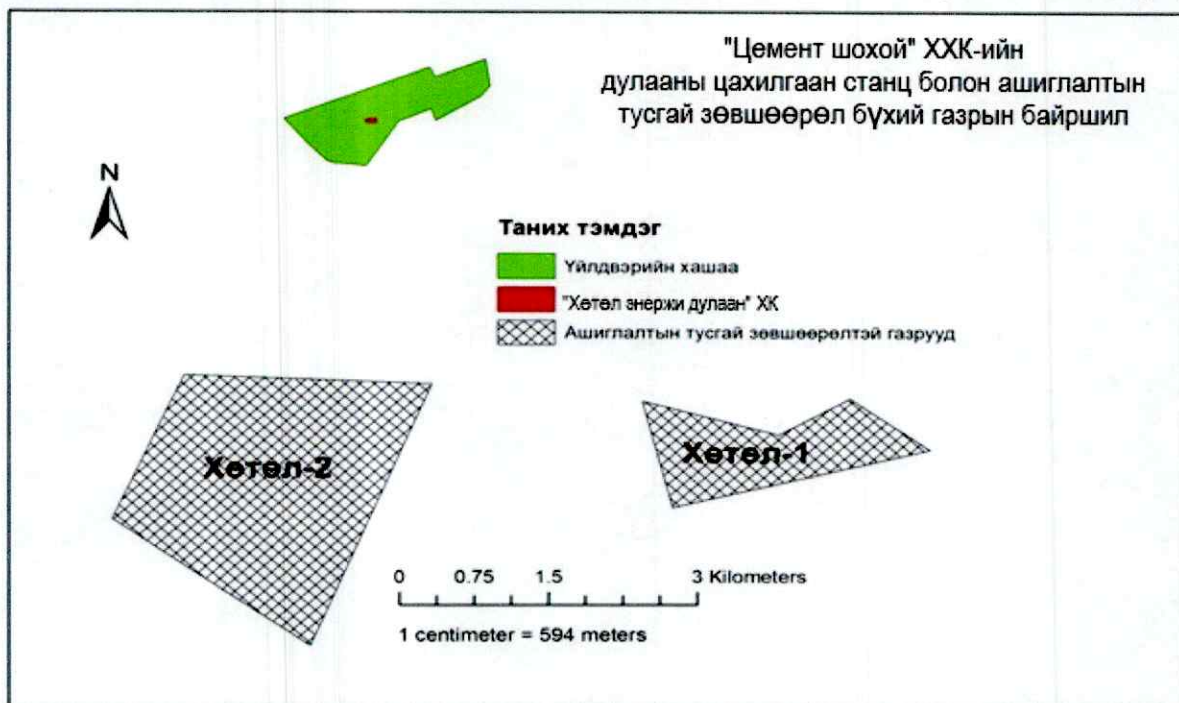 "Цемент шохой" ХХК-ийн
дулааны цахилгаан станц болон ашиглалтын
тусгай зөвшөөрөл бүхий газрын байршил
N
Таних тэмдэг
Үйлдвэрийн хашаа
"Хөтөл энержи дулаан" ХК
Ашиглалтын тусгай зөвшөөрөлтэй газрууд
Хөтөл-2
Хөтөл-1
0 0.75 1.5 3 Kilometers
1 centimeter = 594 meters